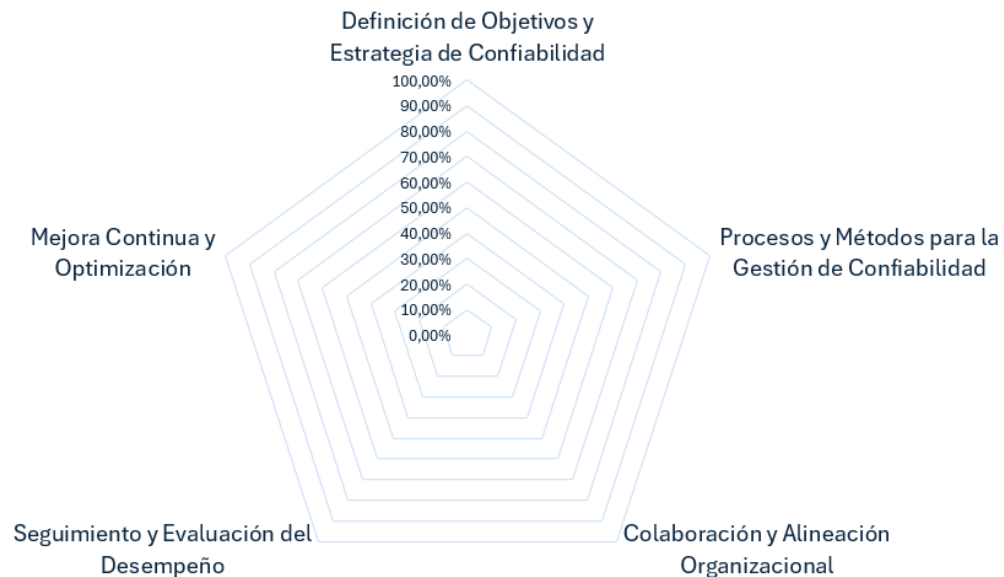 Definición de Objetivos y
Estrategia de Confiabilidad
100,00%
90,00%
80,00%
70,00%
60,00%
50,00%
40,00%
30,00%
20,00%
10,00%
0,00%
Mejora Continua y
Optimización
Procesos y Métodos para la
Gestión de Confiabilidad
Seguimiento y Evaluación del
Desempeño
Colaboración y Alineación
Organizacional